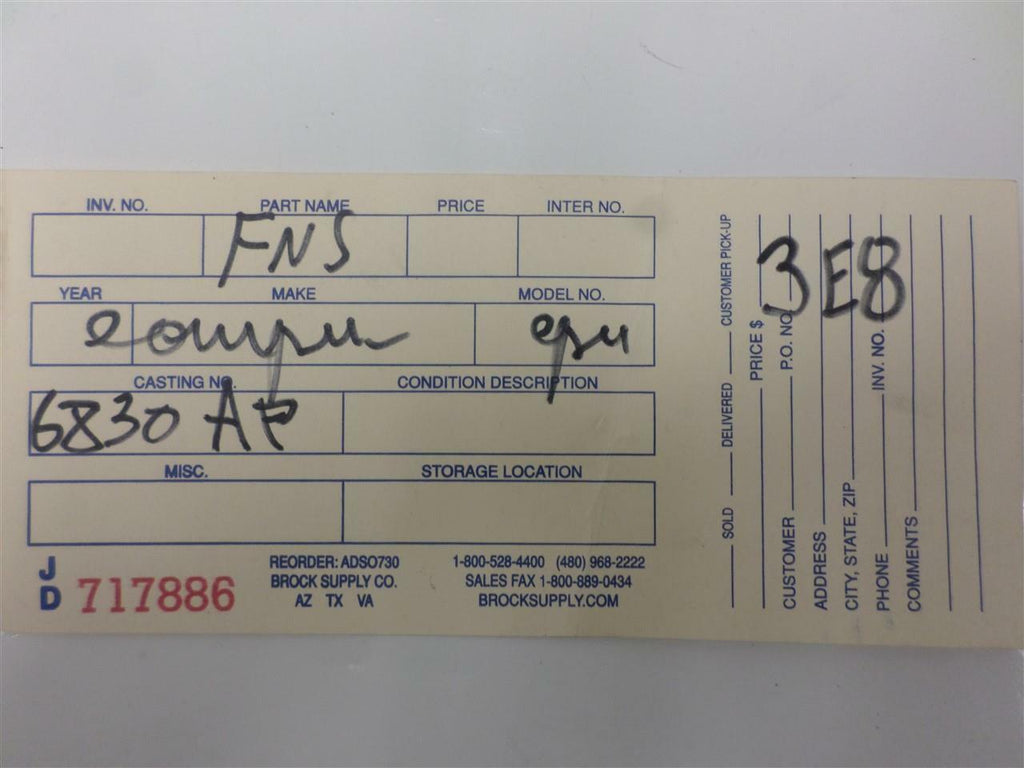 INV. NO. PART NAME PRICE INTER NO.
FNS
YEAR MAKE MODEL NO.
CASTING NO. CONDITION DESCRIPTION
6830 AP
MISC. STORAGE LOCATION
JD 717886
REORDER: ADSO730
BROCK SUPPLY CO.
AZ TX VA
1-800-528-4400 (480) 968-2222
SALES FAX 1-800-889-0434
BROCKSUPPLY.COM
3E8
SOLD DELIVERED CUSTOMER PICK-UP
PRICE $
CUSTOMER P.O. NO.
ADDRESS
CITY, STATE, ZIP
PHONE INV. NO.
COMMENTS